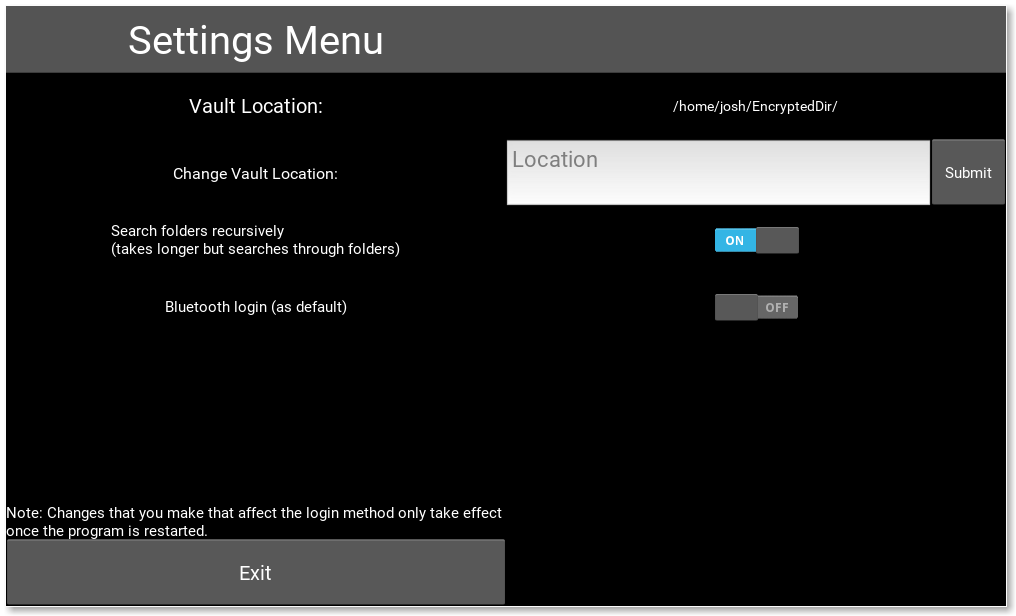 Settings Menu
Vault Location:
/home/josh/EncryptedDir/
Change Vault Location:
Location
Submit
Search folders recursively
(takes longer but searches through folders)
ON
Bluetooth login (as default)
OFF
Note: Changes that you make that affect the login method only take effect
once the program is restarted.
Exit